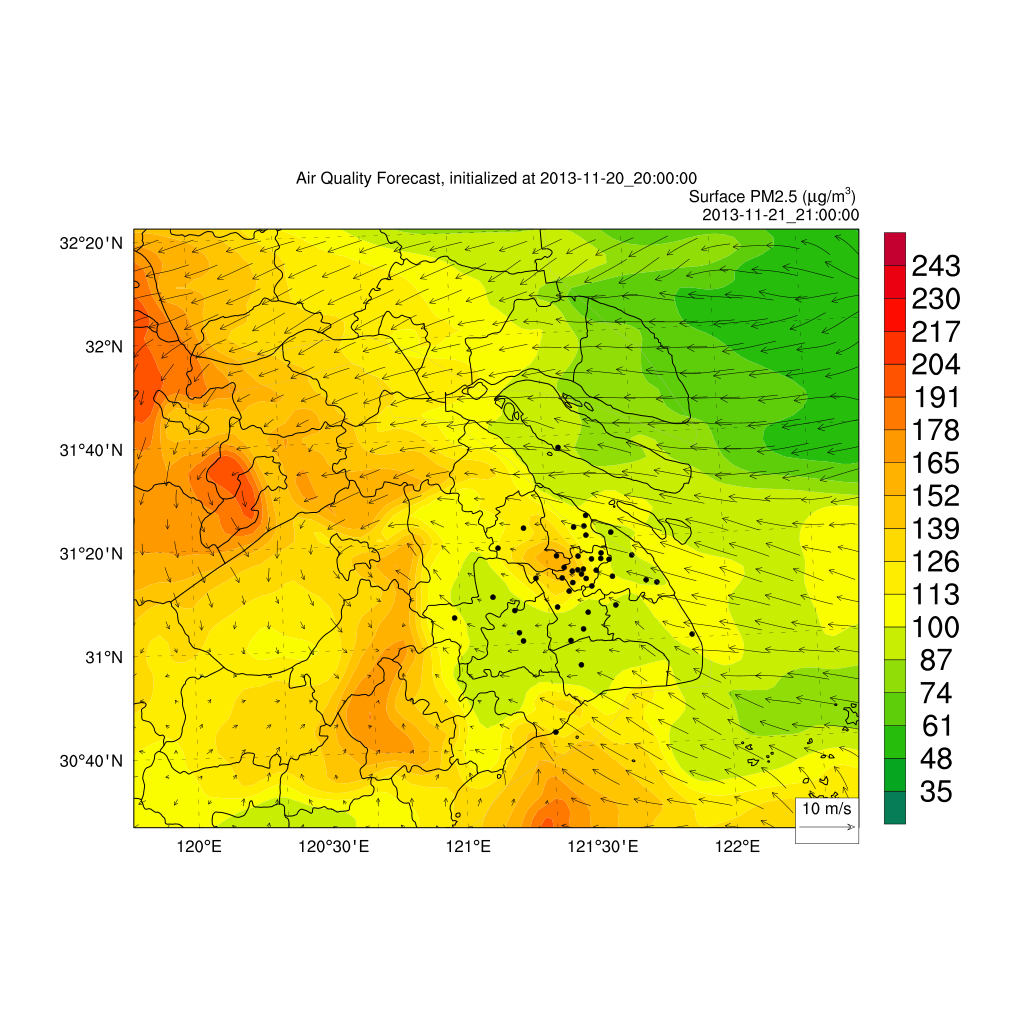 Air Quality Forecast, initialized at 2013-11-20_20:00:00
Surface PM2.5 (µg/m³)
2013-11-21_21:00:00
32°20'N
32°N
31°40'N
31°20'N
31°N
30°40'N
120°E
120°30'E
121°E
121°30'E
122°E
10 m/s
243
230
217
204
191
178
165
152
139
126
113
100
87
74
61
48
35